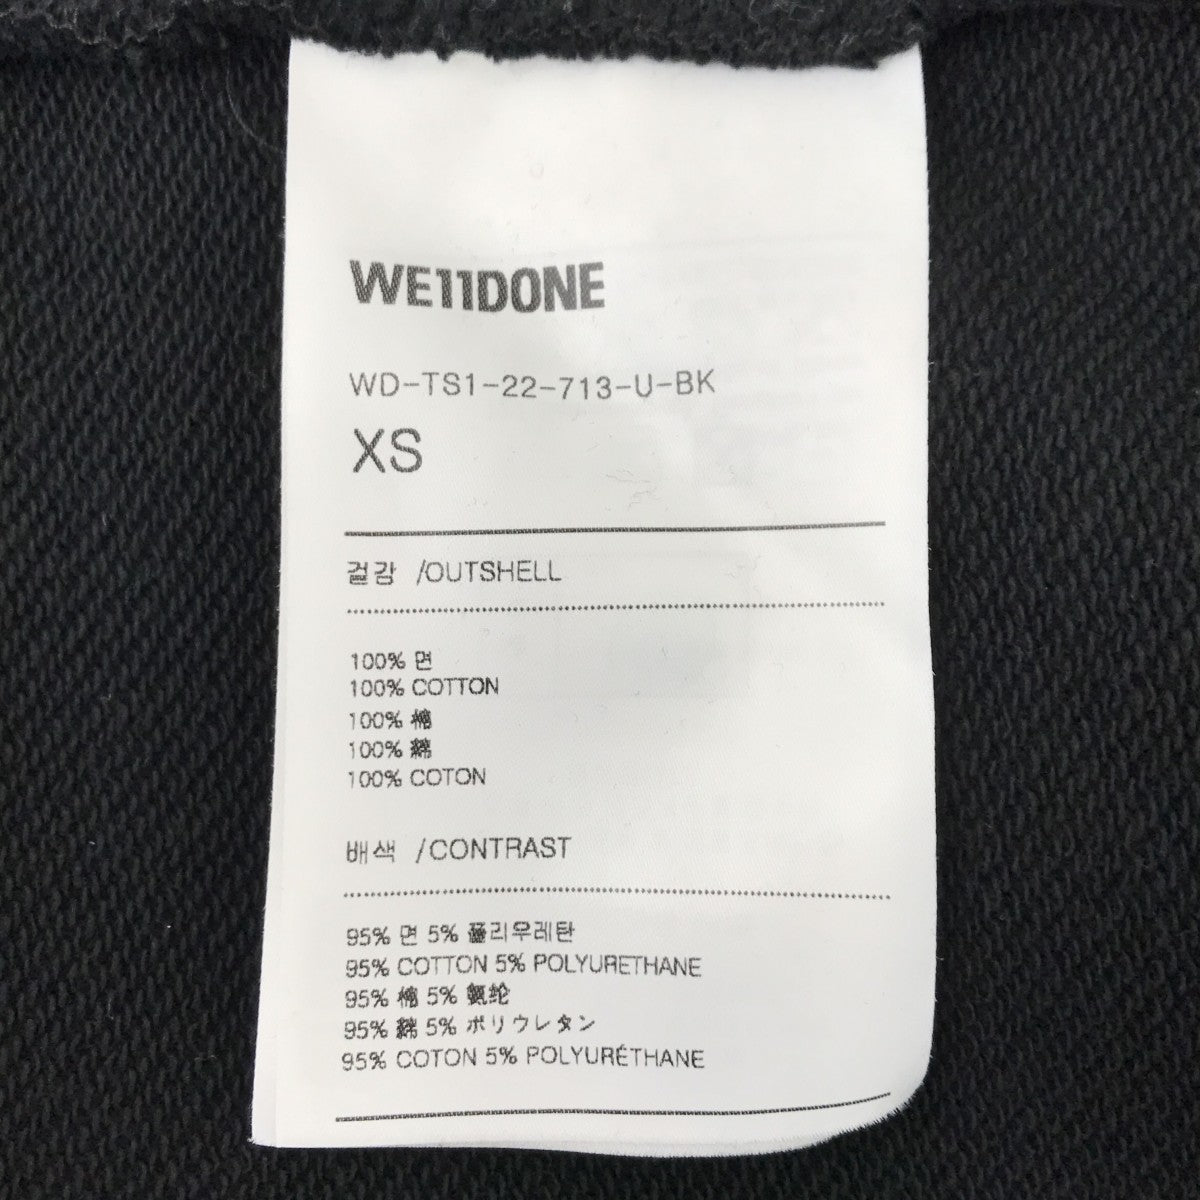 WE11DONE
WD-TS1-22-713-U-BK
XS
겉감 /OUTSHELL
100% 면
100% COTTON
100% 棉
100% 綿
100% COTON
배색 /CONTRAST
95% 면 5% 폴리우레탄
95% COTTON 5% POLYURETHANE
95% 棉 5% 氨纶
95% 綿 5% ポリウレタン
95% COTON 5% POLYURÉTHANE